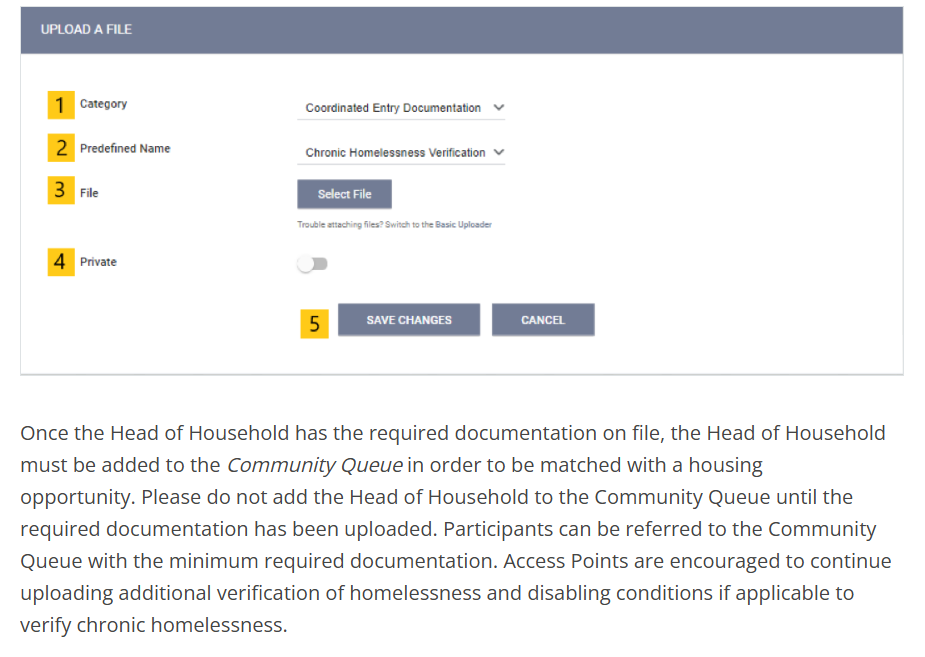 UPLOAD A FILE
1 Category Coordinated Entry Documentation
2 Predefined Name Chronic Homelessness Verification
3 File Select File
Trouble attaching files? Switch to the Basic Uploader
4 Private
5 SAVE CHANGES CANCEL
Once the Head of Household has the required documentation on file, the Head of Household
must be added to the Community Queue in order to be matched with a housing
opportunity. Please do not add the Head of Household to the Community Queue until the
required documentation has been uploaded. Participants can be referred to the Community
Queue with the minimum required documentation. Access Points are encouraged to continue
uploading additional verification of homelessness and disabling conditions if applicable to
verify chronic homelessness.